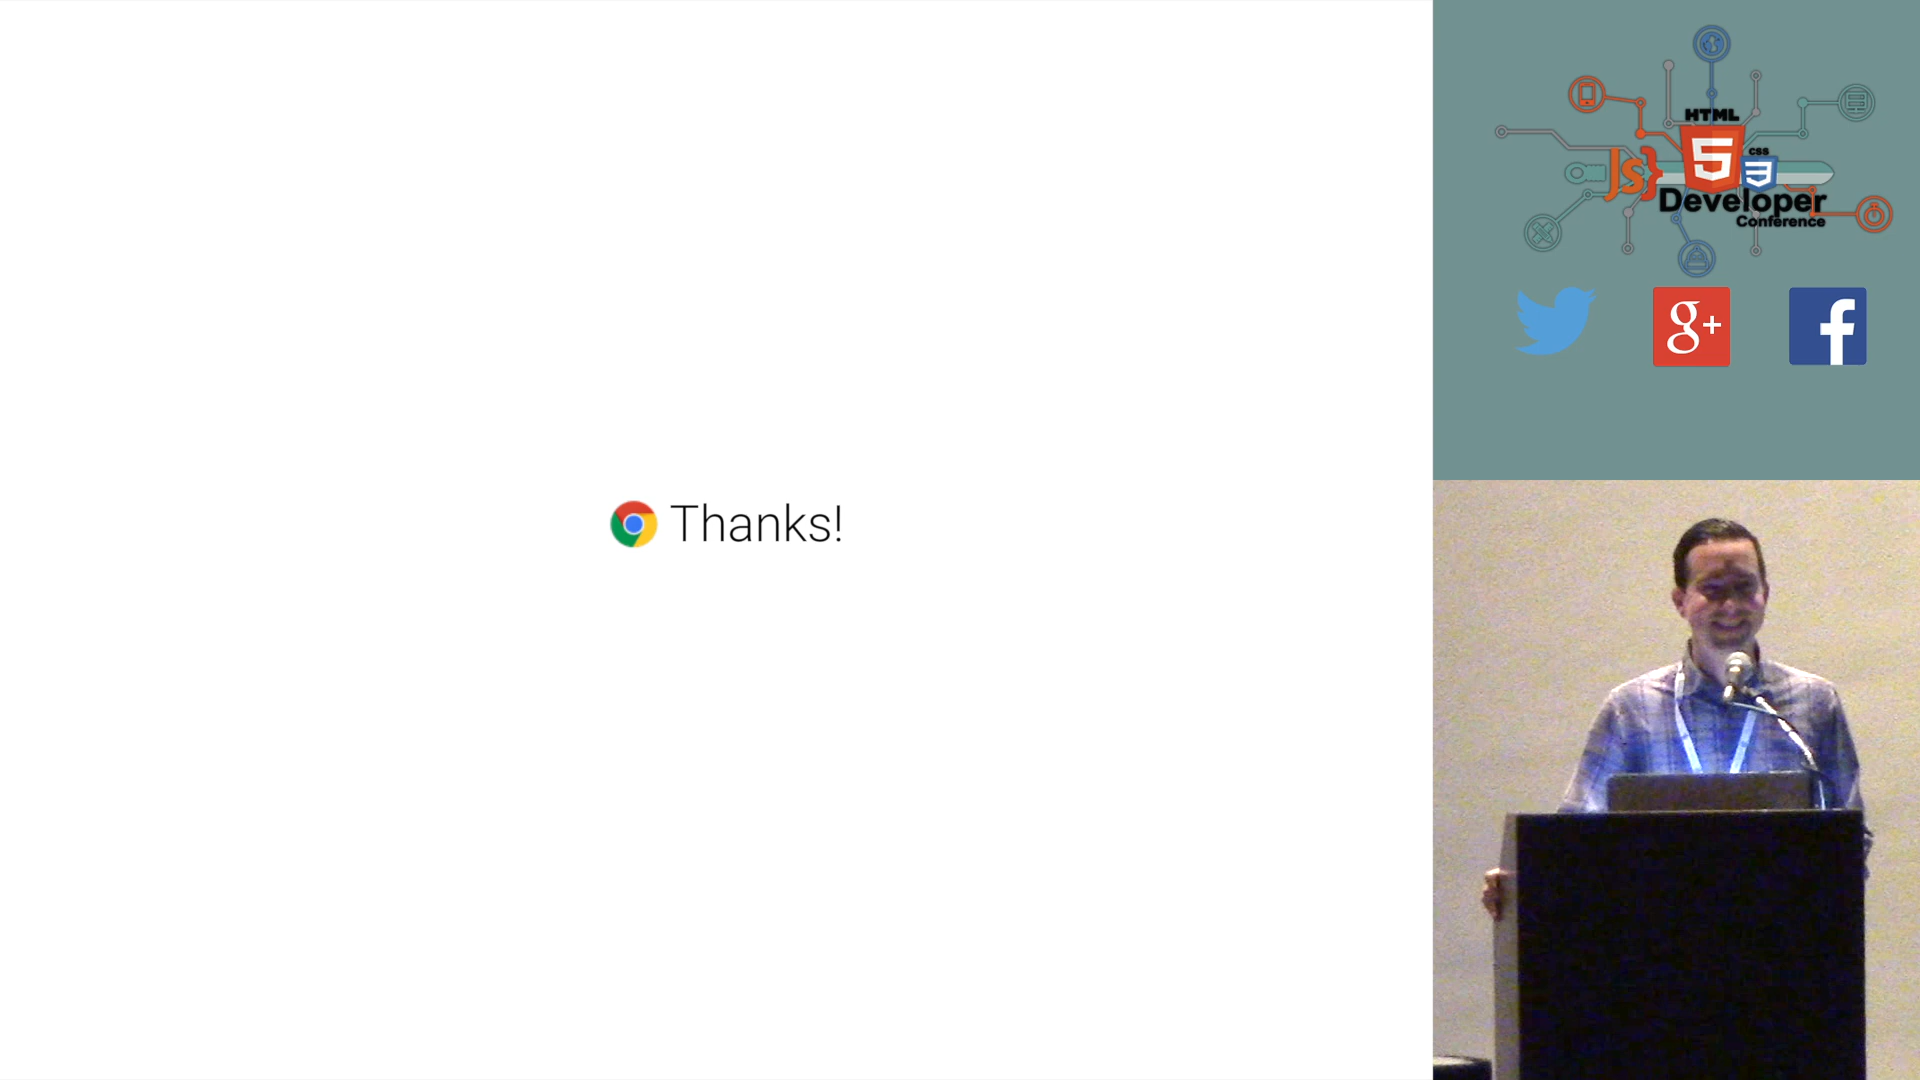 Thanks!
HTML
5
JS}
CSS
3
Developer
Conference
g+
f